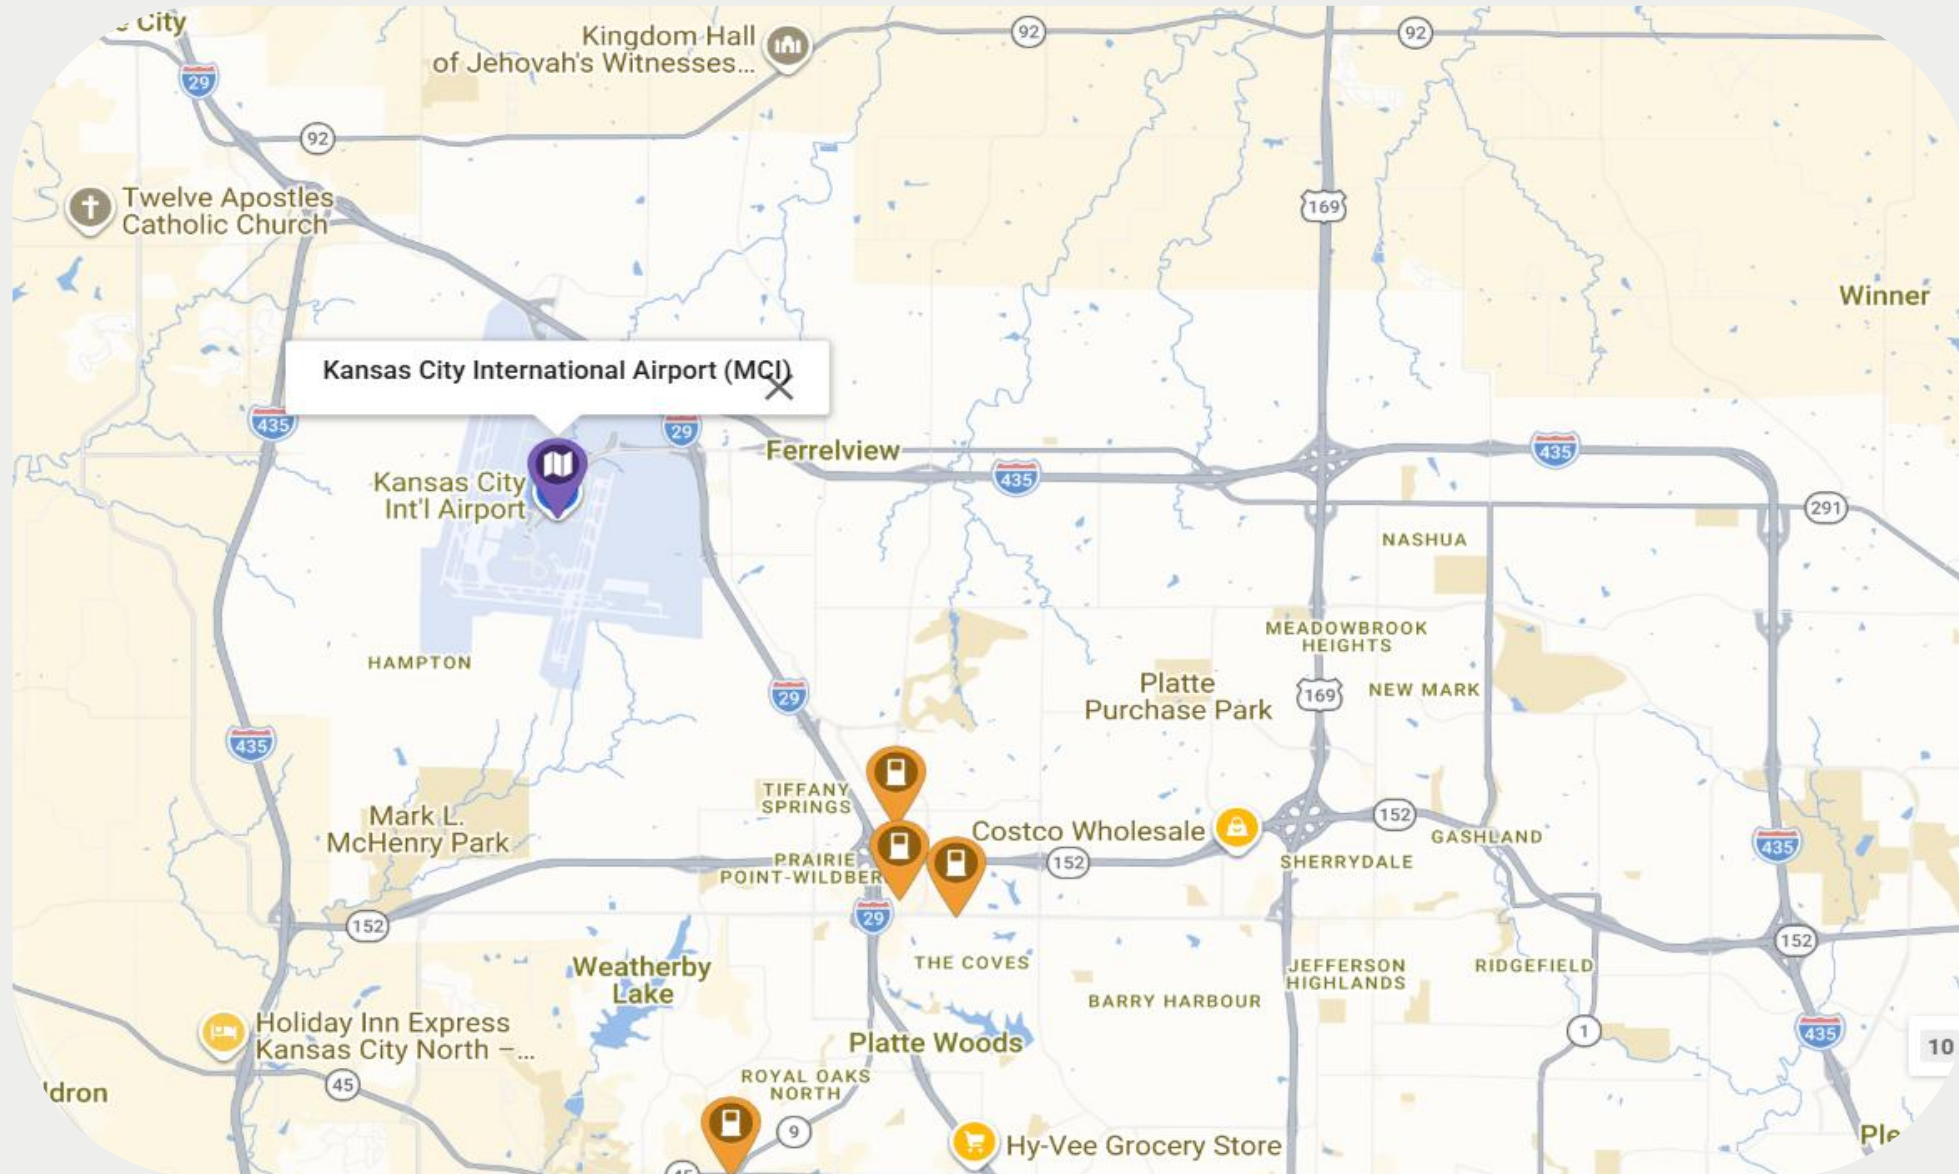 City
Kingdom Hall
of Jehovah's Witnesses...
92
92
29
92
Twelve Apostles
Catholic Church
169
Winner
Kansas City International Airport (MCI)
435
29
Ferrelview
435
435
Kansas City
Int'l Airport
291
NASHUA
MEADOWBROOK
HEIGHTS
HAMPTON
Platte
Purchase Park
169
NEW MARK
29
435
TIFFANY
SPRINGS
Mark L.
McHenry Park
Costco Wholesale
152
GASHLAND
435
PRAIRIE
POINT-WILDBER
152
SHERRYDALE
29
152
152
Weatherby
Lake
THE COVES
JEFFERSON
HIGHLANDS
RIDGEFIELD
BARRY HARBOUR
Holiday Inn Express
Kansas City North –...
Platte Woods
1
435
10
45
ldron
ROYAL OAKS
NORTH
9
Hy-Vee Grocery Store
Ple
45